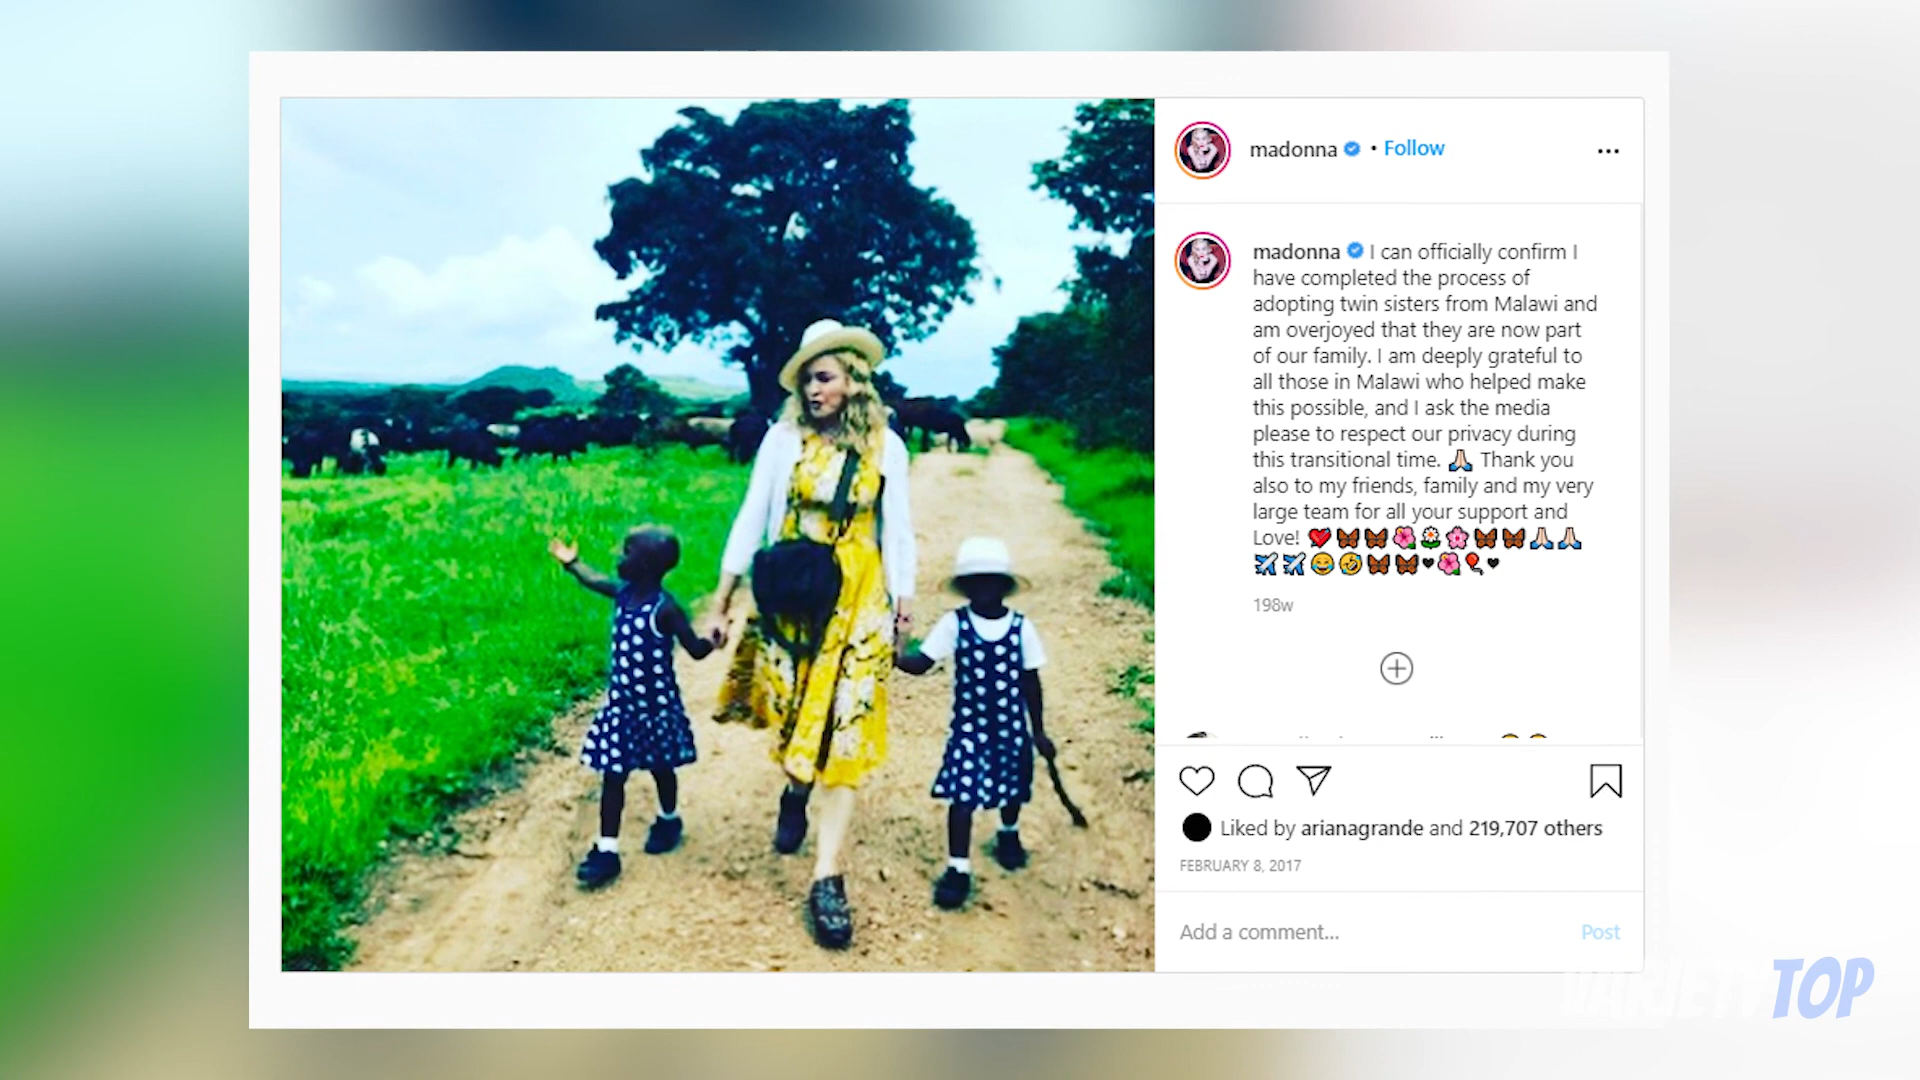 madonna • Follow
madonna I can officially confirm I
have completed the process of
adopting twin sisters from Malawi and
am overjoyed that they are now part
of our family. I am deeply grateful to
all those in Malawi who helped make
this possible, and I ask the media
please to respect our privacy during
this transitional time. 🙏🏻 Thank you
also to my friends, family and my very
large team for all your support and
Love! ❤️🦋🦋🌺🌼🌸🦋🦋🙏🏻🙏🏻
✈️✈️😂🤣🦋🦋♥🌺🎈♥
198w
Liked by arianagrande and 219,707 others
FEBRUARY 8, 2017
Add a comment...
Post
VARIETY TOP